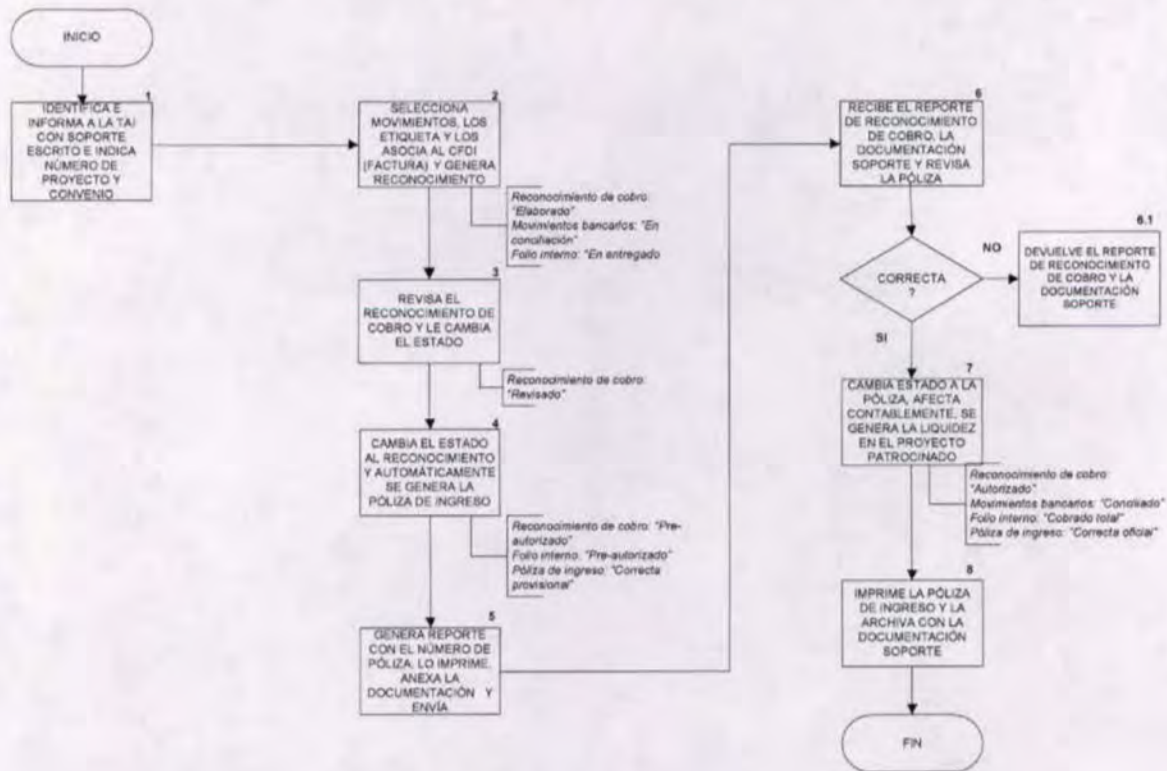 INICIO
1
IDENTIFICA E
INFORMA A LA TAI
CON SOPORTE
ESCRITO E INDICA
NÚMERO DE
PROYECTO Y
CONVENIO
2
SELECCIONA
MOVIMIENTOS, LOS
ETIQUETA Y LOS
ASOCIA AL CFDI
(FACTURA) Y GENERA
RECONOCIMIENTO
Reconocimiento de cobro:
"Elaborado"
Movimientos bancarios: "En
conciliación"
Folio interno: "En entregado
3
REVISA EL
RECONOCIMIENTO DE
COBRO Y LE CAMBIA
EL ESTADO
Reconocimiento de cobro:
"Revisado"
4
CAMBIA EL ESTADO
AL RECONOCIMIENTO
Y AUTOMÁTICAMENTE
SE GENERA LA
PÓLIZA DE INGRESO
Reconocimiento de cobro: "Pre-
autorizado"
Folio interno: "Pre-autorizado"
Póliza de ingreso: "Correcta
provisional"
5
GENERA REPORTE
CON EL NÚMERO DE
PÓLIZA, LO IMPRIME,
ANEXA LA
DOCUMENTACIÓN Y
ENVÍA
6
RECIBE EL REPORTE
DE RECONOCIMIENTO
DE COBRO, LA
DOCUMENTACIÓN
SOPORTE Y REVISA
LA PÓLIZA
CORRECTA
?
NO
6.1
DEVUELVE EL REPORTE
DE RECONOCIMIENTO
DE COBRO Y LA
DOCUMENTACIÓN
SOPORTE
SI
7
CAMBIA ESTADO A LA
PÓLIZA, AFECTA
CONTABLEMENTE, SE
GENERA LA LIQUIDEZ
EN EL PROYECTO
PATROCINADO
Reconocimiento de cobro:
"Autorizado"
Movimientos bancarios: "Conciliado"
Folio interno: "Cobrado total"
Póliza de ingreso: "Correcta oficial"
8
IMPRIME LA PÓLIZA
DE INGRESO Y LA
ARCHIVA CON LA
DOCUMENTACIÓN
SOPORTE
FIN